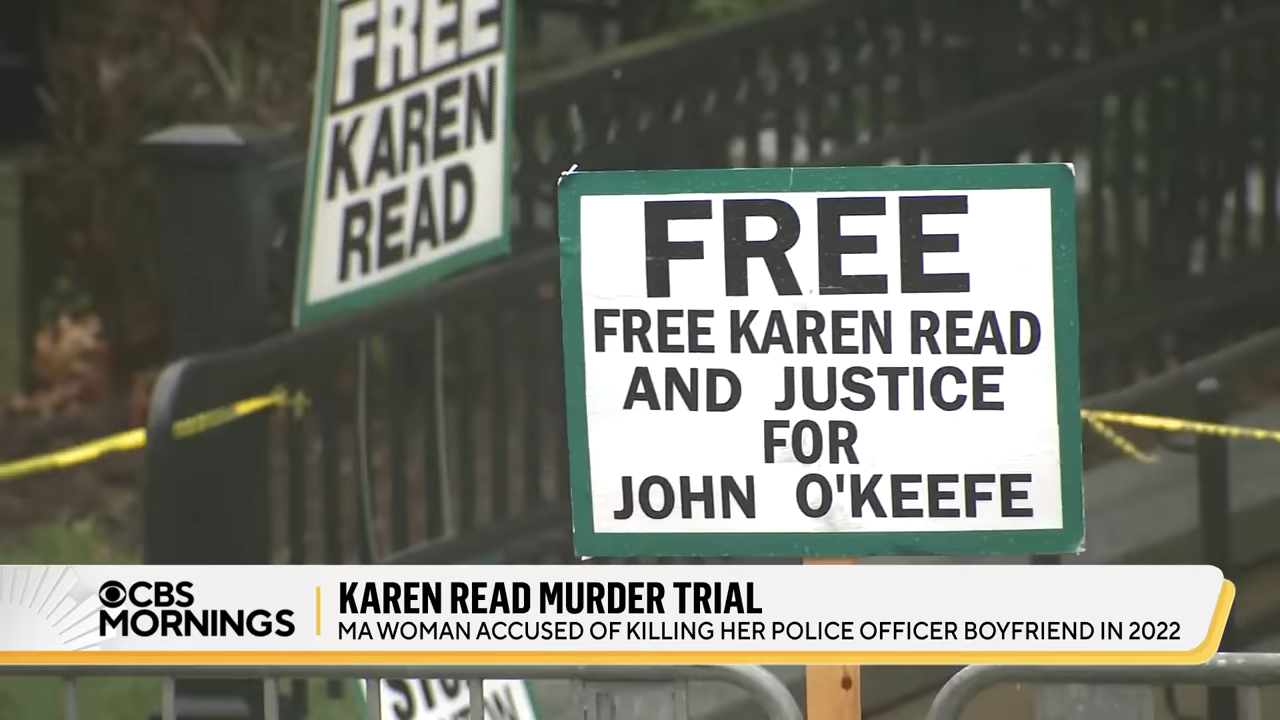 FREE
KAREN
READ
FREE
FREE KAREN READ
AND JUSTICE
FOR
JOHN O'KEEFE
CBS
MORNINGS
KAREN READ MURDER TRIAL
MA WOMAN ACCUSED OF KILLING HER POLICE OFFICER BOYFRIEND IN 2022